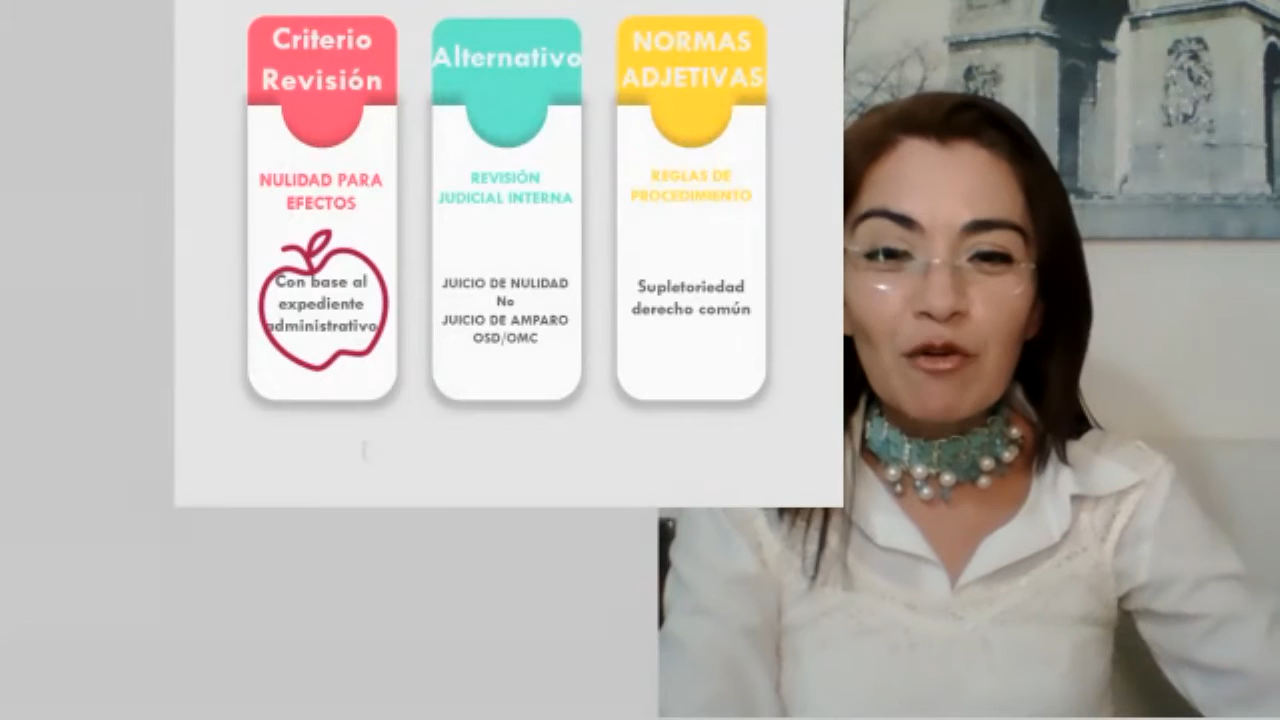 Criterio
Revisión
NULIDAD PARA
EFECTOS
Con base al
expediente
administrativo
Alternativo
REVISIÓN
JUDICIAL INTERNA
JUICIO DE NULIDAD
No
JUICIO DE AMPARO
OSD/OMC
NORMAS
ADJETIVAS
REGLAS DE
PROCEDIMIENTO
Supletoriedad
derecho común